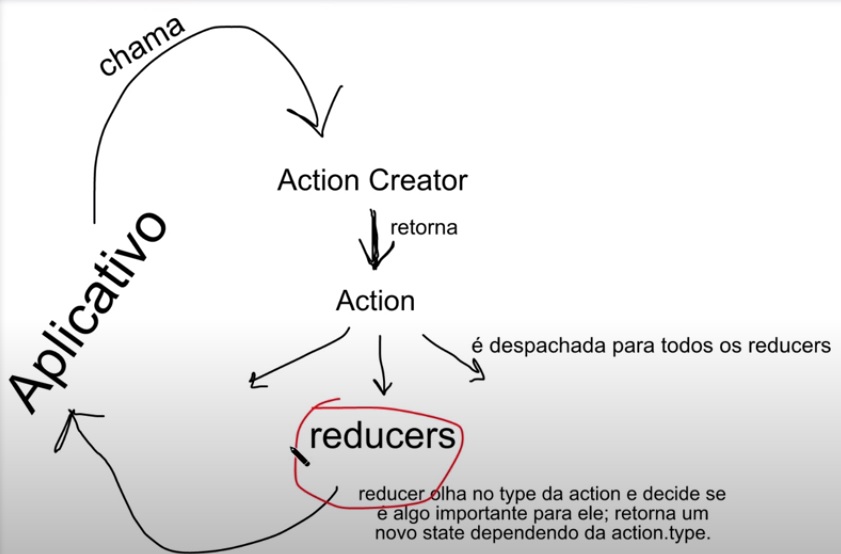 chama
Action Creator
retorna
Aplicativo
Action
é despachada para todos os reducers
reducers
reducer olha no type da action e decide se
é algo importante para ele; retorna um
novo state dependendo da action.type.